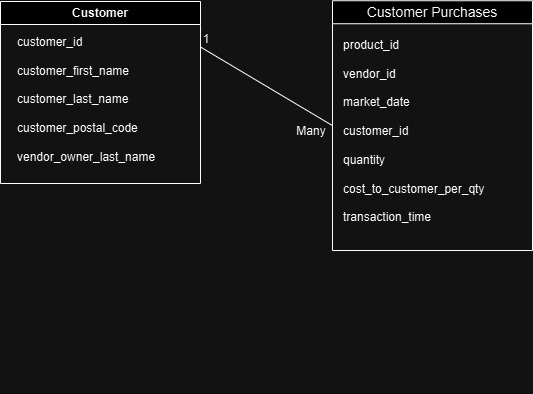 Customer
customer_id
customer_first_name
customer_last_name
customer_postal_code
vendor_owner_last_name
1
Many
Customer Purchases
product_id
vendor_id
market_date
customer_id
quantity
cost_to_customer_per_qty
transaction_time